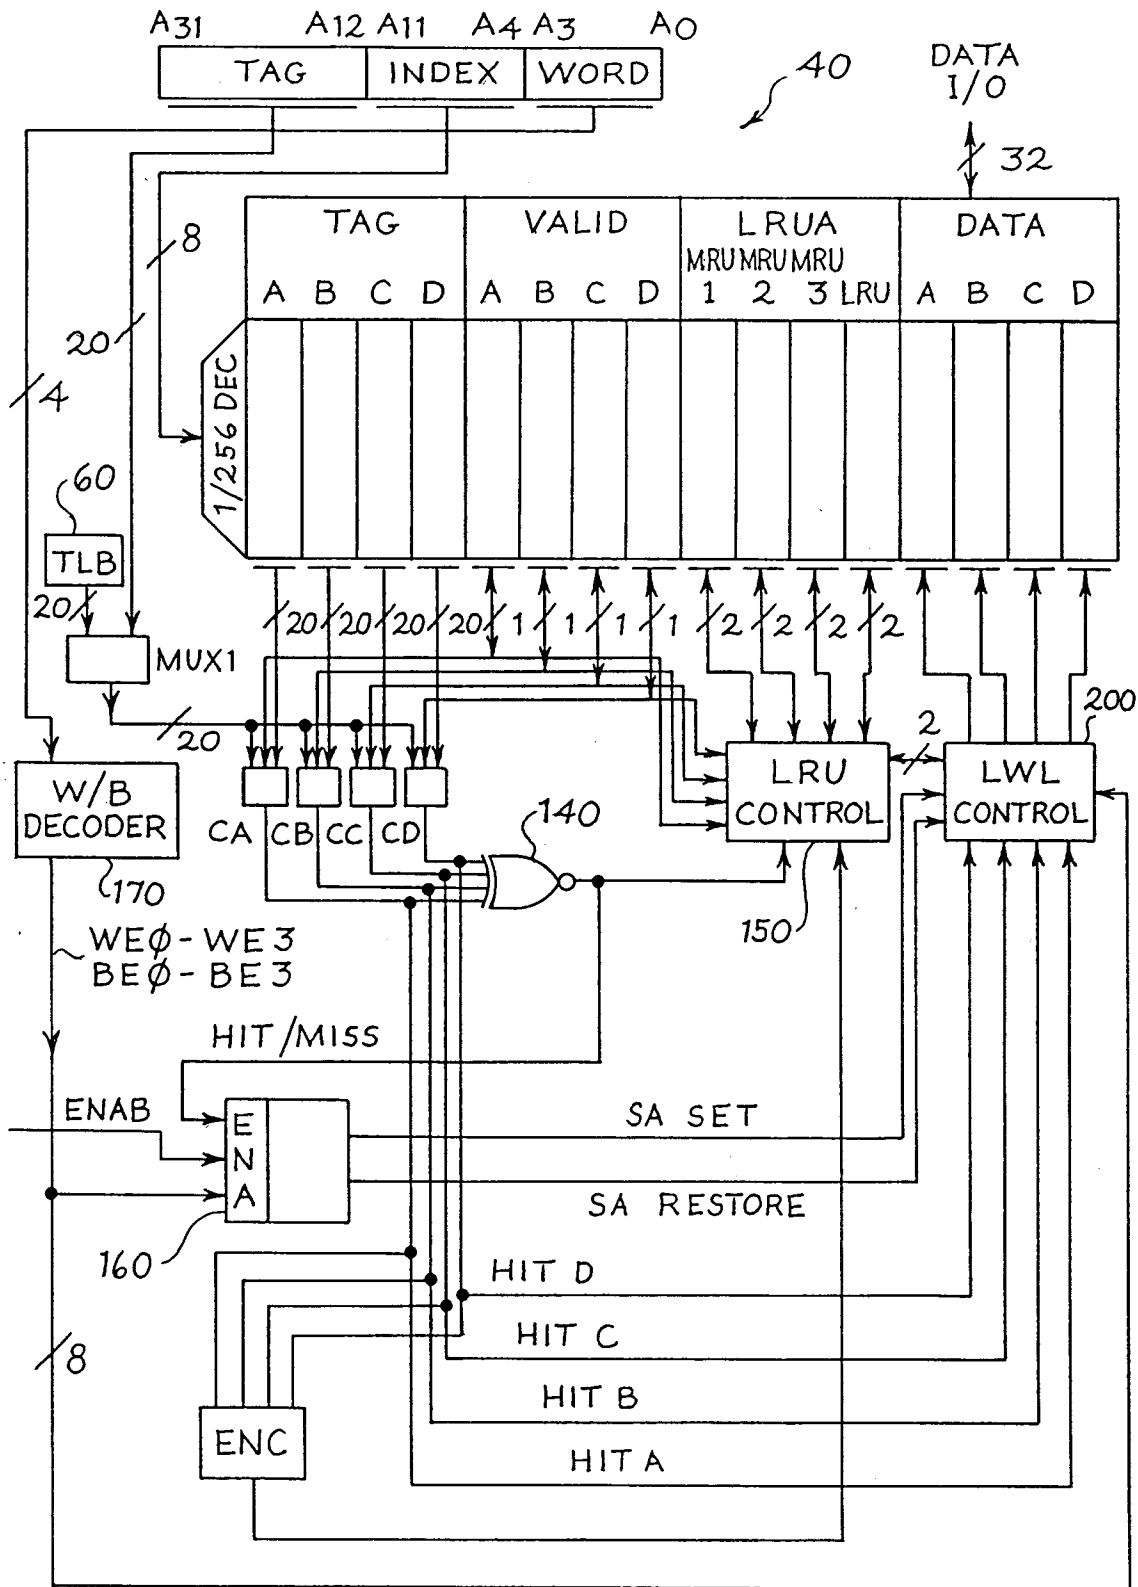 A31 A12 A11 A4 A3 A0
TAG INDEX WORD
40
DATA
I/O
32
8
20
4
TAG VALID LRUA DATA
MRU MRU MRU
A B C D A B C D 1 2 3 LRU A B C D
1/256 DEC
60
TLB
20
MUX1
20 20 20 20 1 1 1 1 2 2 2 2
20
W/B
DECODER
170
CA CB CC CD
140
LRU
CONTROL
150
2
200
LWL
CONTROL
WEØ - WE3
BEØ - BE3
HIT/MISS
ENAB
E
N
A
160
SA SET
SA RESTORE
HIT D
HIT C
HIT B
HIT A
8
ENC